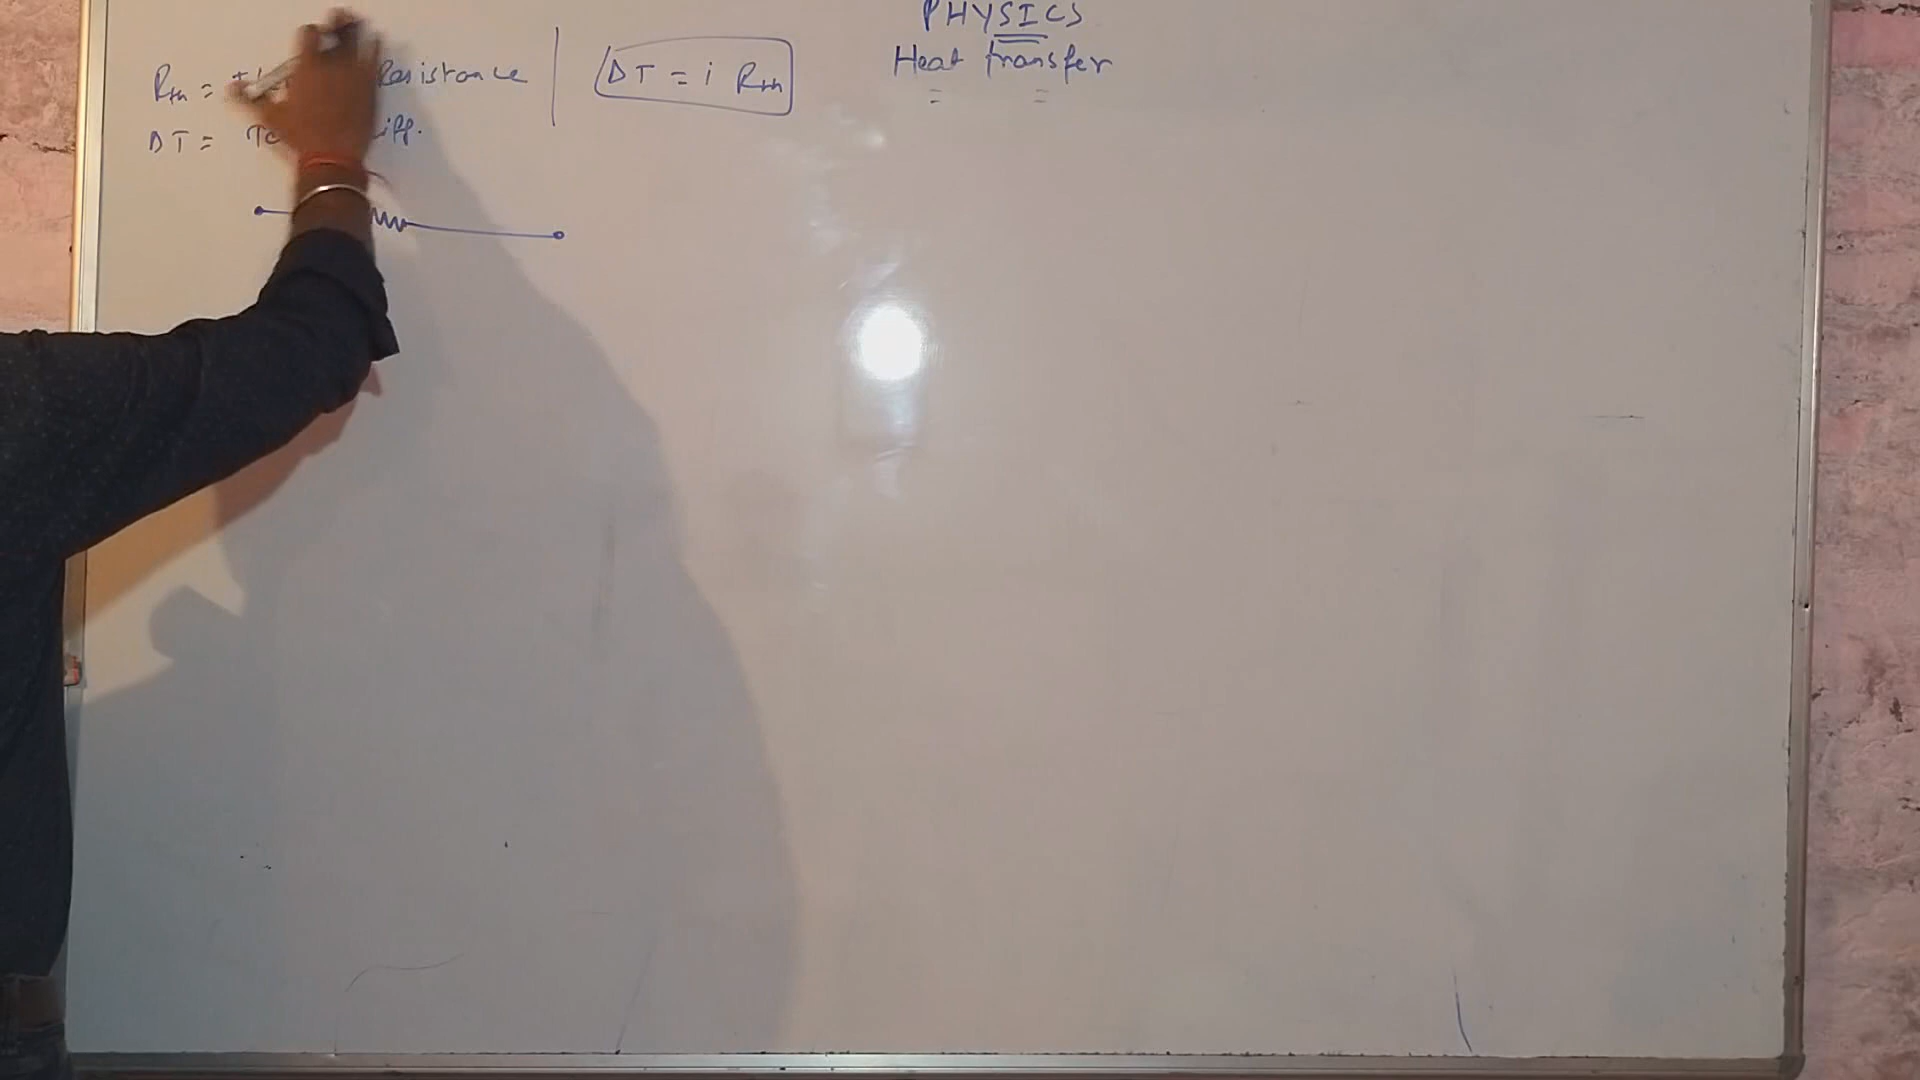 PHYSICS
Heat transfer
Rth = Resistance
ΔT = i Rth
ΔT =